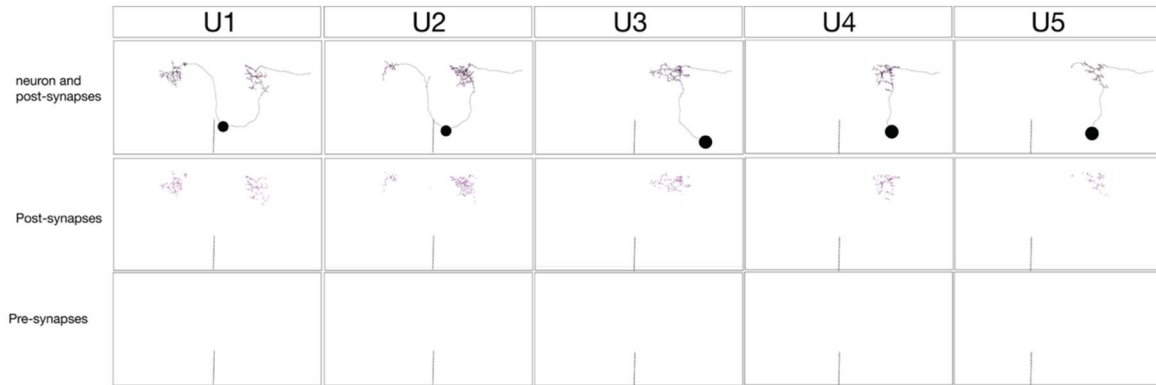 U1 U2 U3 U4 U5
neuron and
post-synapses
Post-synapses
Pre-synapses